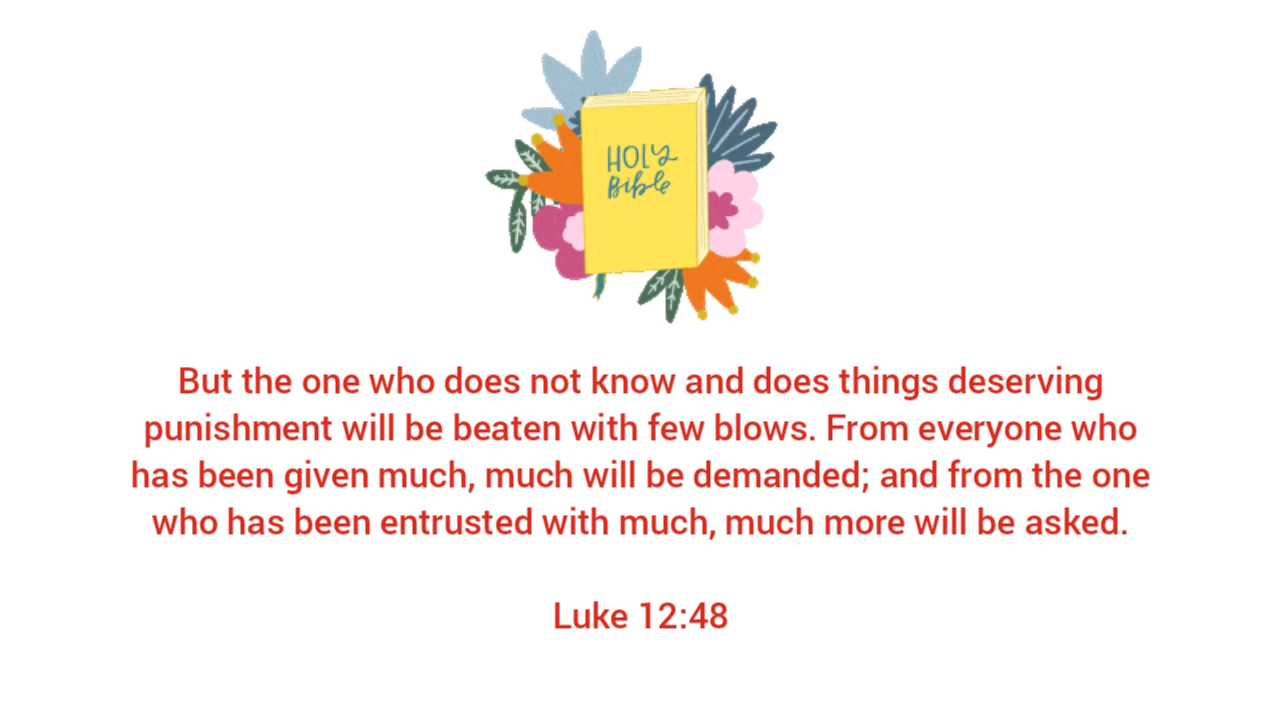 HOLY
Bible
But the one who does not know and does things deserving
punishment will be beaten with few blows. From everyone who
has been given much, much will be demanded; and from the one
who has been entrusted with much, much more will be asked.
Luke 12:48